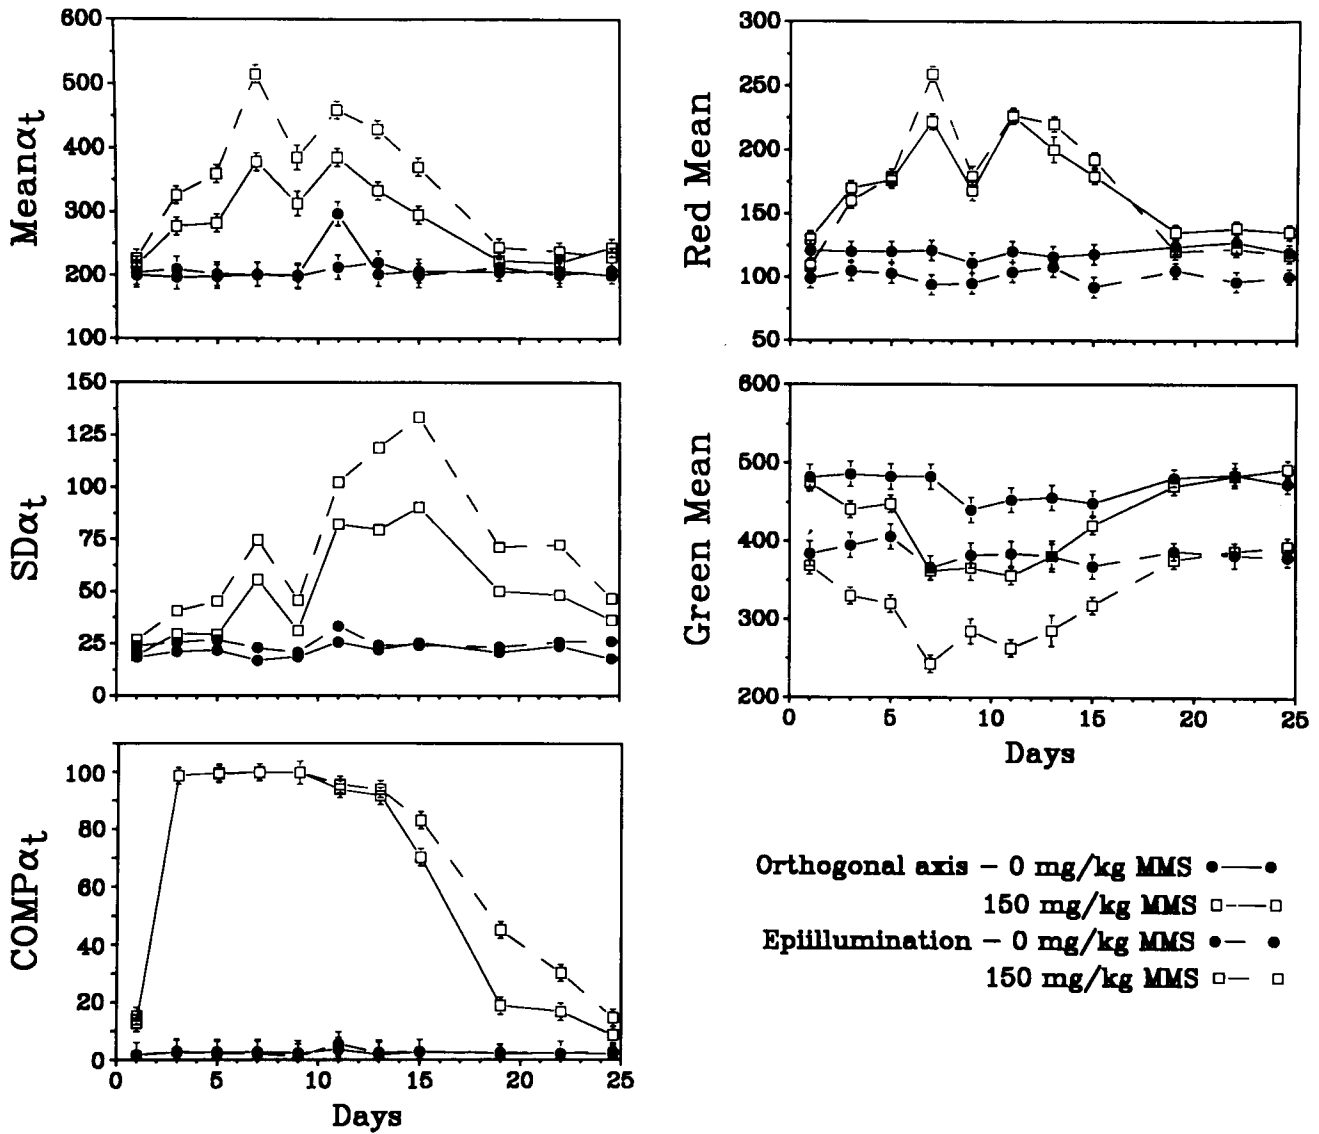 600
500
400
300
200
100
Meanαt
300
250
200
150
100
50
Red Mean
150
125
100
75
50
25
0
SDαt
600
500
400
300
200
Green Mean
0 5 10 15 20 25
Days
100
80
60
40
20
0
COMPαt
0 5 10 15 20 25
Days
Orthogonal axis – 0 mg/kg MMS
150 mg/kg MMS
Epiillumination – 0 mg/kg MMS
150 mg/kg MMS